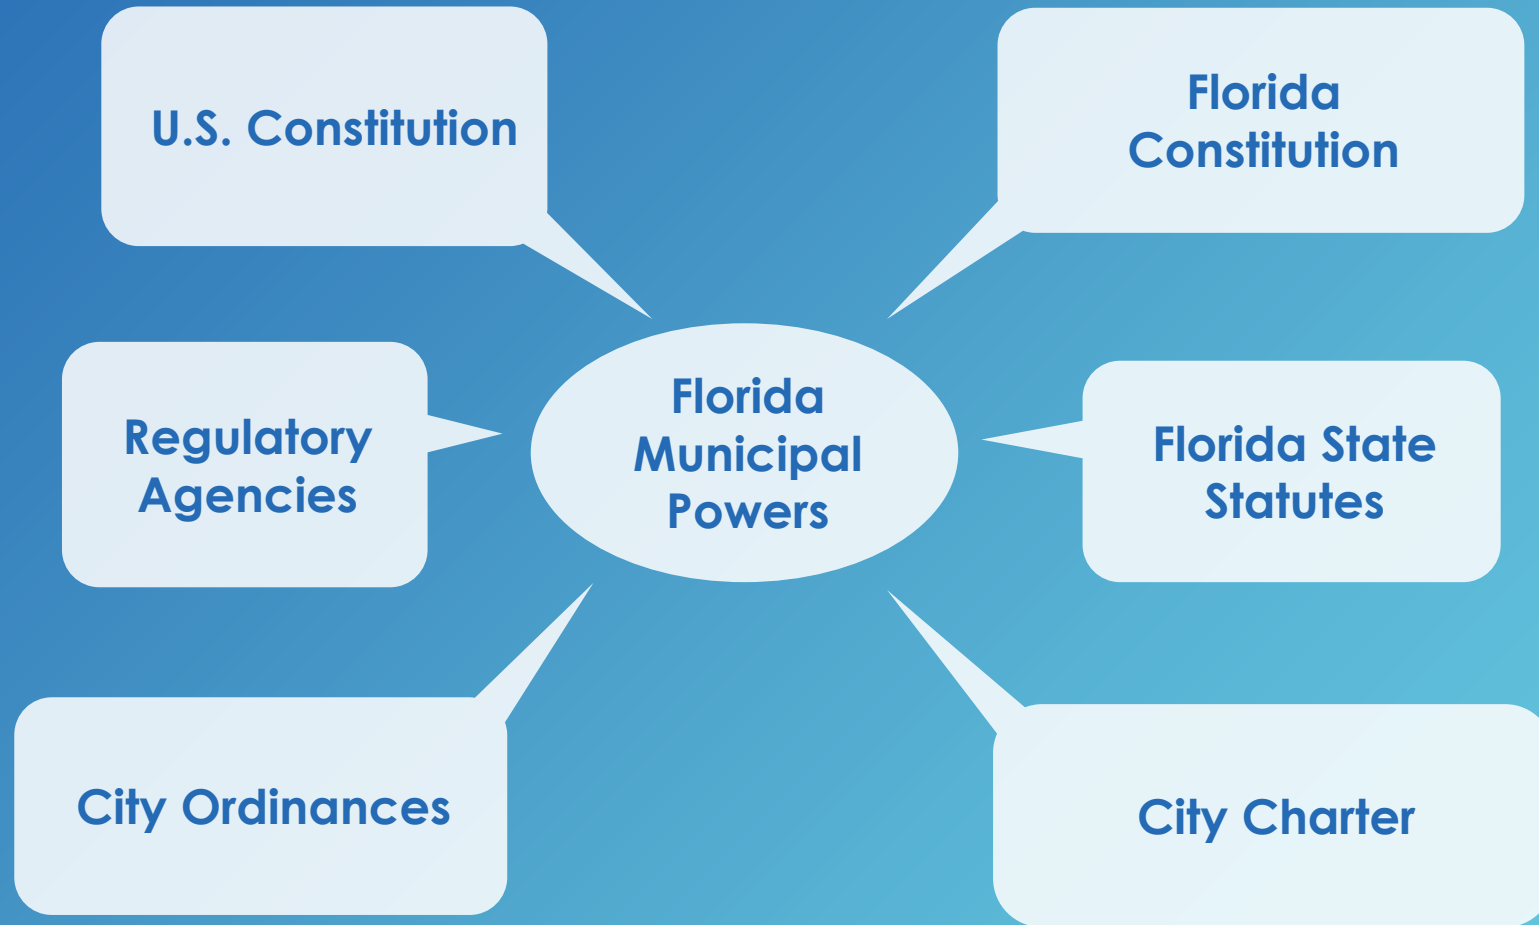 U.S. Constitution
Florida
Constitution
Regulatory
Agencies
Florida
Municipal
Powers
Florida State
Statutes
City Ordinances
City Charter